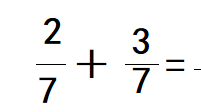 2/7 + 3/7 = _